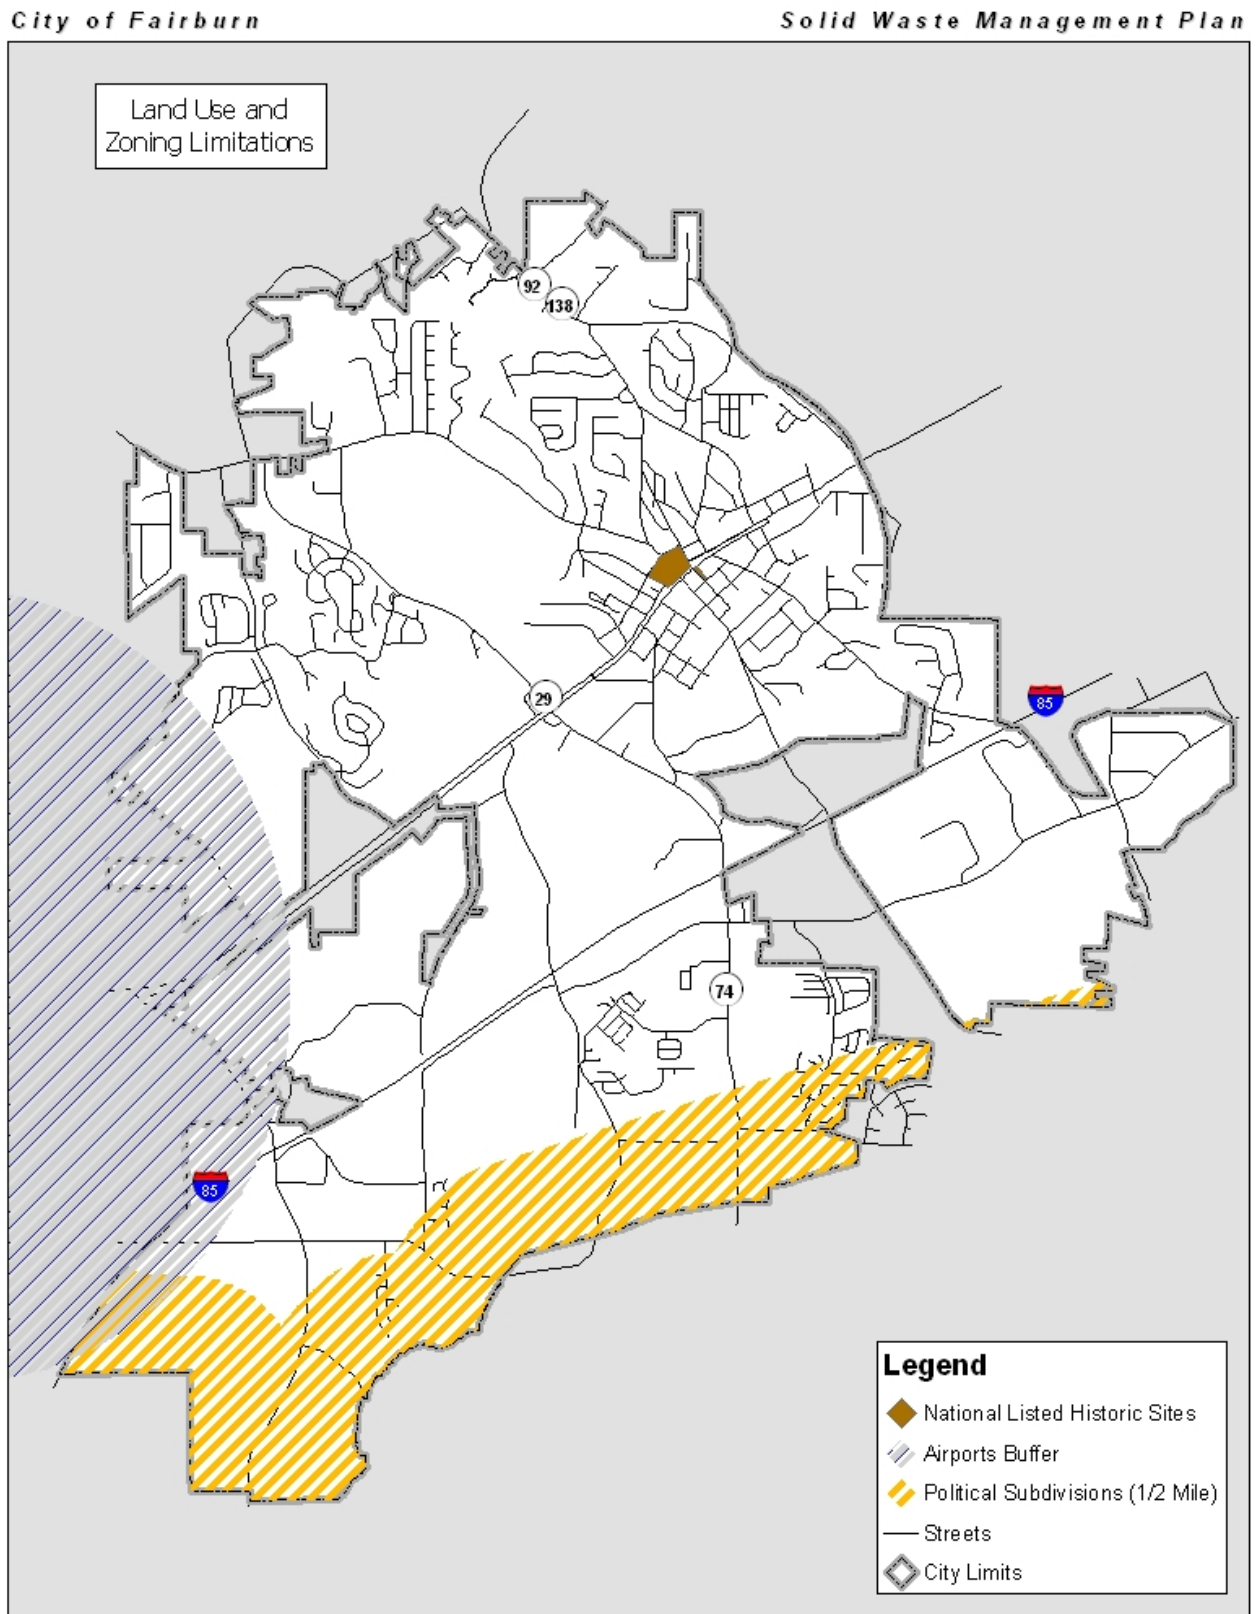 City of Fairburn
Solid Waste Management Plan
Land Use and
Zoning Limitations
92
138
29
85
74
85
Legend
National Listed Historic Sites
Airports Buffer
Political Subdivisions (1/2 Mile)
Streets
City Limits